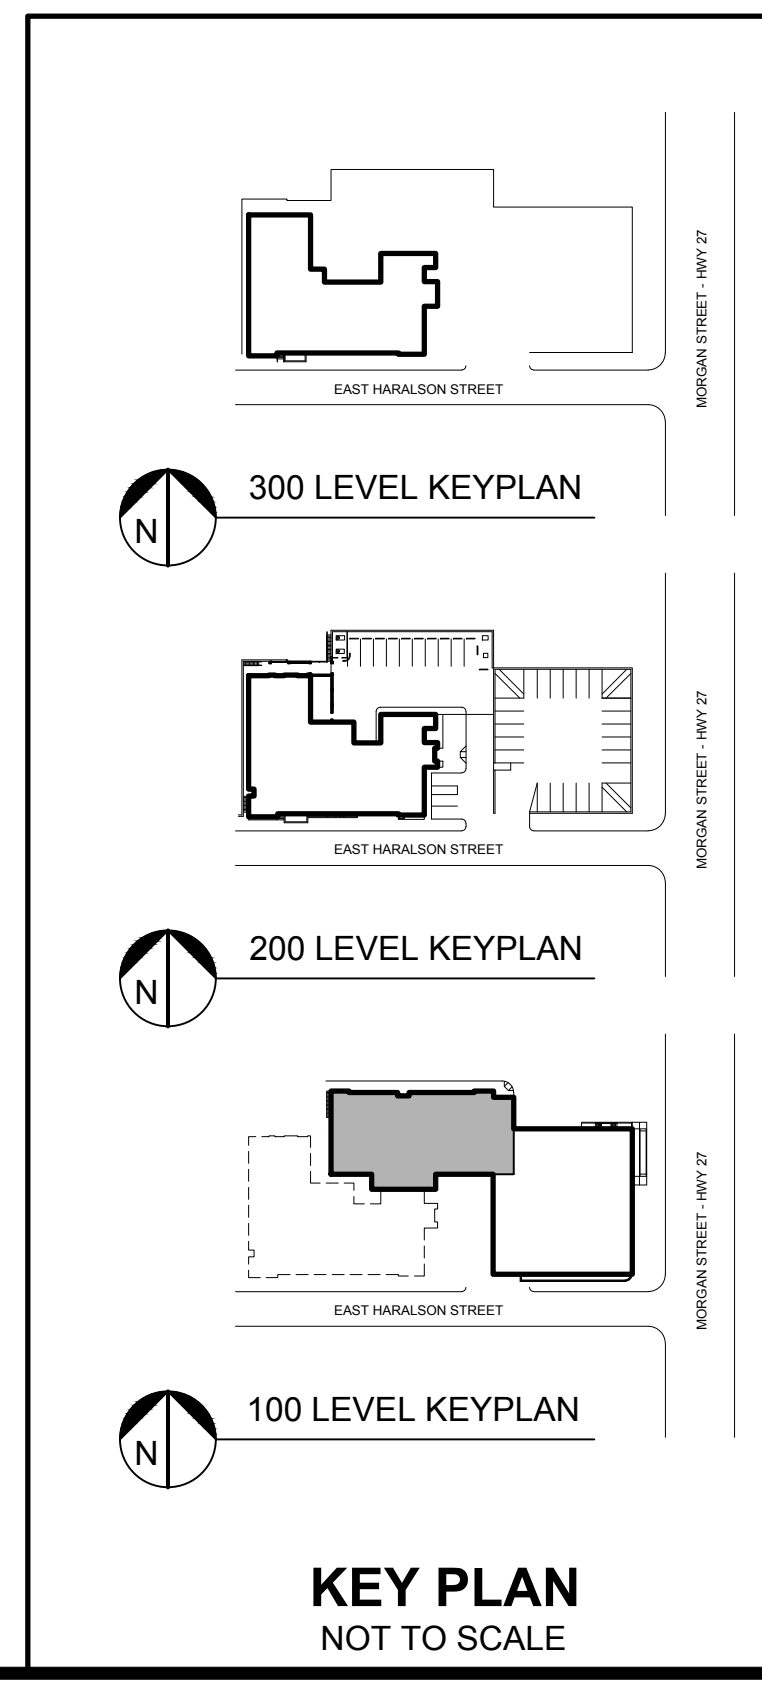 MORGAN STREET - HWY 27
EAST HARALSON STREET
300 LEVEL KEYPLAN
N
MORGAN STREET - HWY 27
EAST HARALSON STREET
200 LEVEL KEYPLAN
N
MORGAN STREET - HWY 27
EAST HARALSON STREET
100 LEVEL KEYPLAN
N
KEY PLAN
NOT TO SCALE